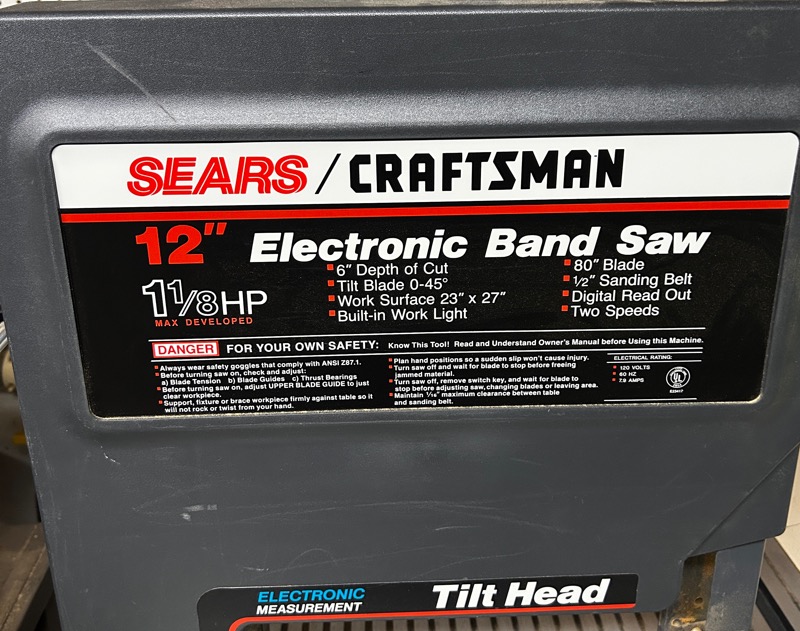 SEARS / CRAFTSMAN
12" Electronic Band Saw
1 1/8 HP
MAX DEVELOPED
6" Depth of Cut
Tilt Blade 0-45°
Work Surface 23" x 27"
Built-in Work Light
80" Blade
1/2" Sanding Belt
Digital Read Out
Two Speeds
DANGER FOR YOUR OWN SAFETY: Know This Tool! Read and Understand Owner's Manual before Using this Machine.
Always wear safety goggles that comply with ANSI Z87.1.
Before turning saw on, check and adjust:
a) Blade Tension b) Blade Guides c) Thrust Bearings
Before turning saw on, adjust UPPER BLADE GUIDE to just
clear workpiece.
Support, fixture or brace workpiece firmly against table so it
will not rock or twist from your hand.
Plan hand positions so a sudden slip won't cause injury.
Turn saw off and wait for blade to stop before freeing
jammed material.
Turn saw off, remove switch key, and wait for blade to
stop before adjusting saw, changing blades or leaving area.
Maintain 1/16" maximum clearance between table
and sanding belt.
ELECTRICAL RATING:
120 VOLTS
60 HZ
7.9 AMPS
UL
ELECTRONIC
MEASUREMENT
Tilt Head